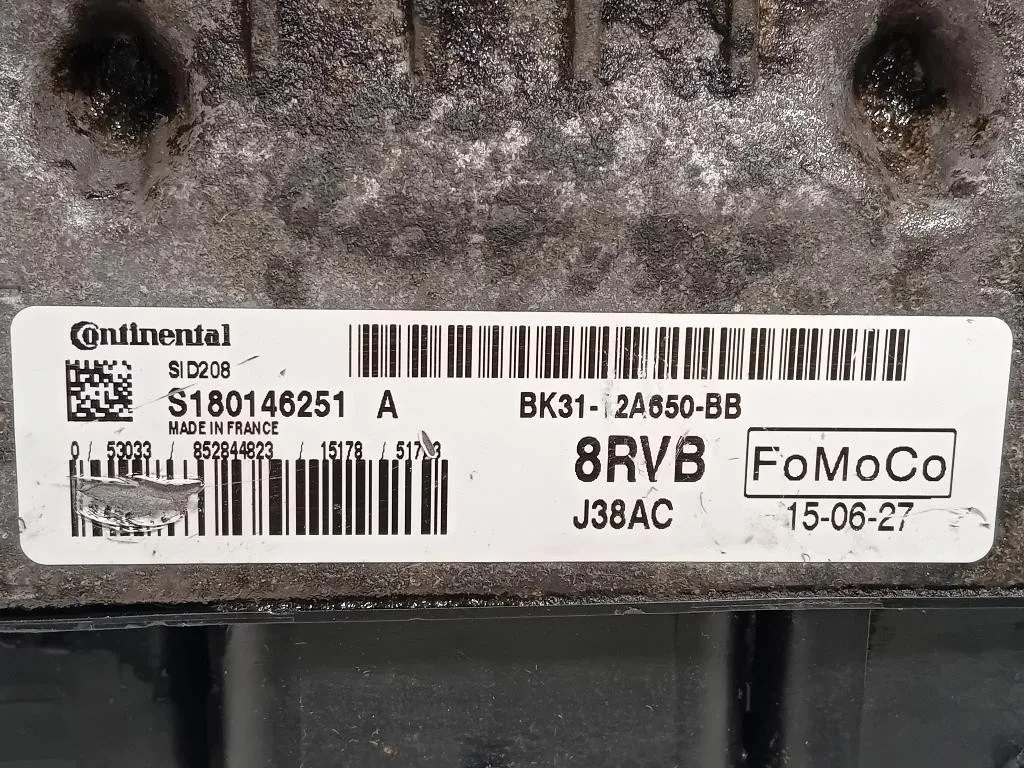 Continental
SID208
S180146251 A
MADE IN FRANCE
BK31-12A650-BB
0 / 53033 / 852844823 / 15178 /
8RVB
FoMoCo
J38AC
15-06-27